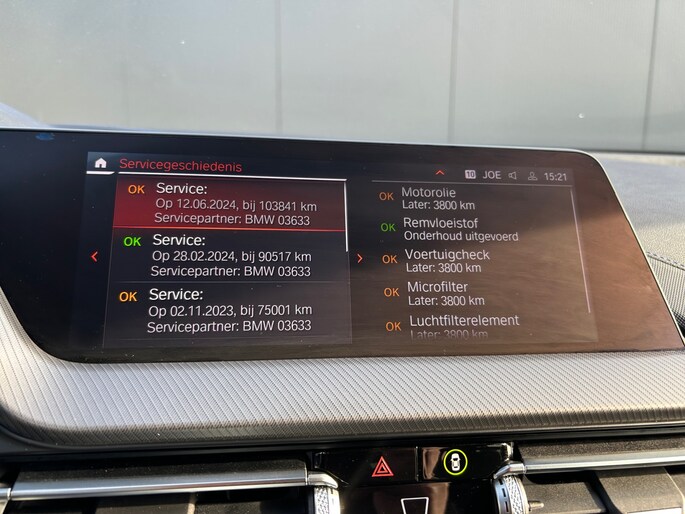 Servicegeschiedenis
10 JOE 15:21
OK Service:
Op 12.06.2024, bij 103841 km
Servicepartner: BMW 03633
OK Service:
Op 28.02.2024, bij 90517 km
Servicepartner: BMW 03633
OK Service:
Op 02.11.2023, bij 75001 km
Servicepartner: BMW 03633
OK Motorolie
Later: 3800 km
OK Remvloeistof
Onderhoud uitgevoerd
OK Voertuigcheck
Later: 3800 km
OK Microfilter
Later: 3800 km
OK Luchtfilterelement
Later: 3800 km